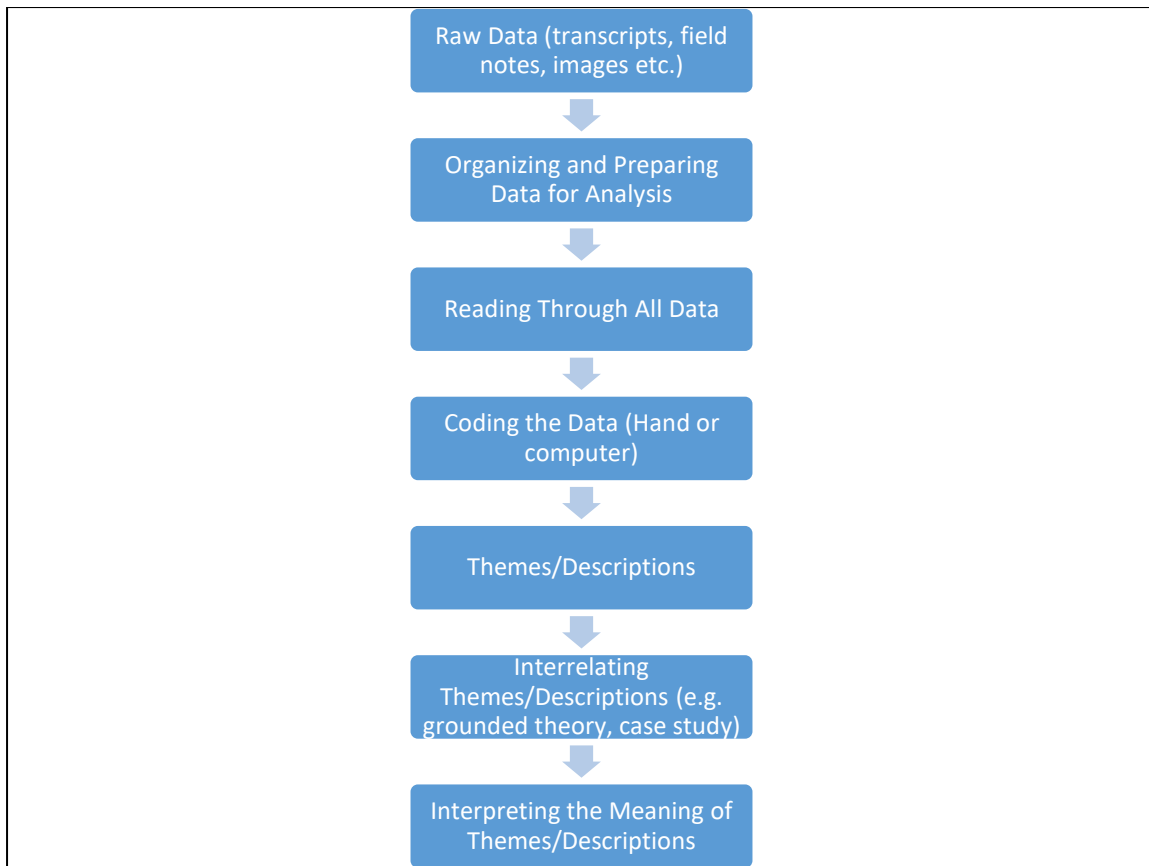 Raw Data (transcripts, field
notes, images etc.)
Organizing and Preparing
Data for Analysis
Reading Through All Data
Coding the Data (Hand or
computer)
Themes/Descriptions
Interrelating
Themes/Descriptions (e.g.
grounded theory, case study)
Interpreting the Meaning of
Themes/Descriptions